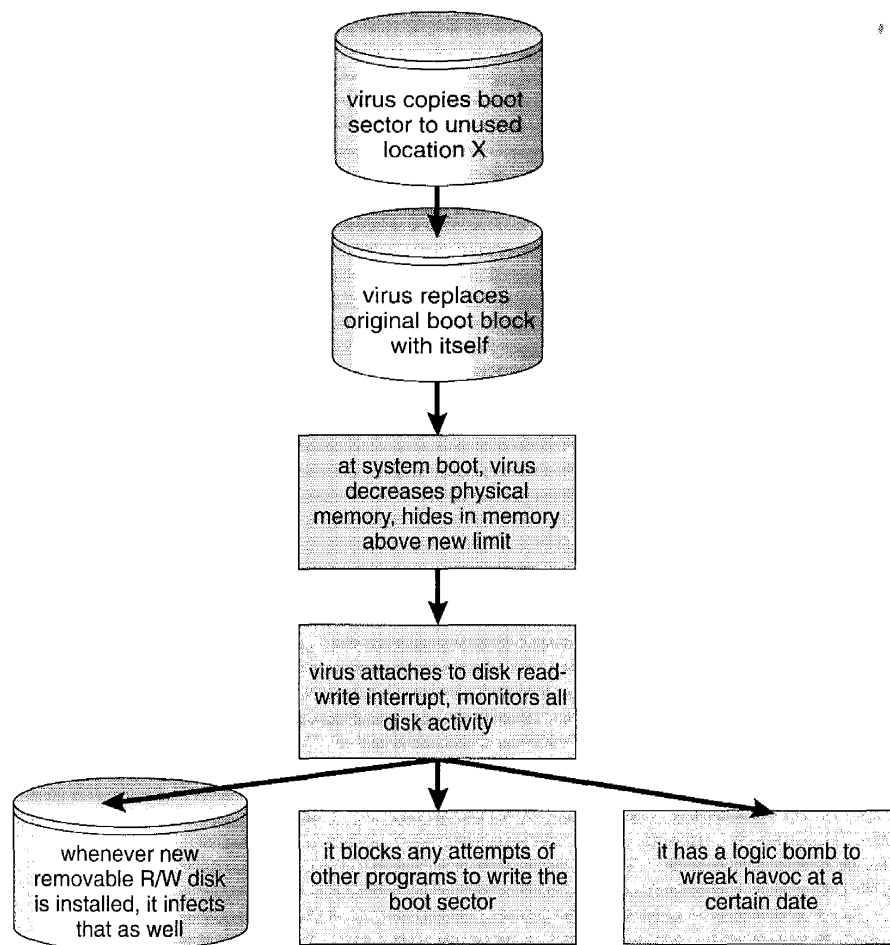 virus copies boot
sector to unused
location X
virus replaces
original boot block
with itself
at system boot, virus
decreases physical
memory, hides in memory
above new limit
virus attaches to disk read-
write interrupt, monitors all
disk activity
whenever new
removable R/W disk
is installed, it infects
that as well
it blocks any attempts of
other programs to write the
boot sector
it has a logic bomb to
wreak havoc at a
certain date